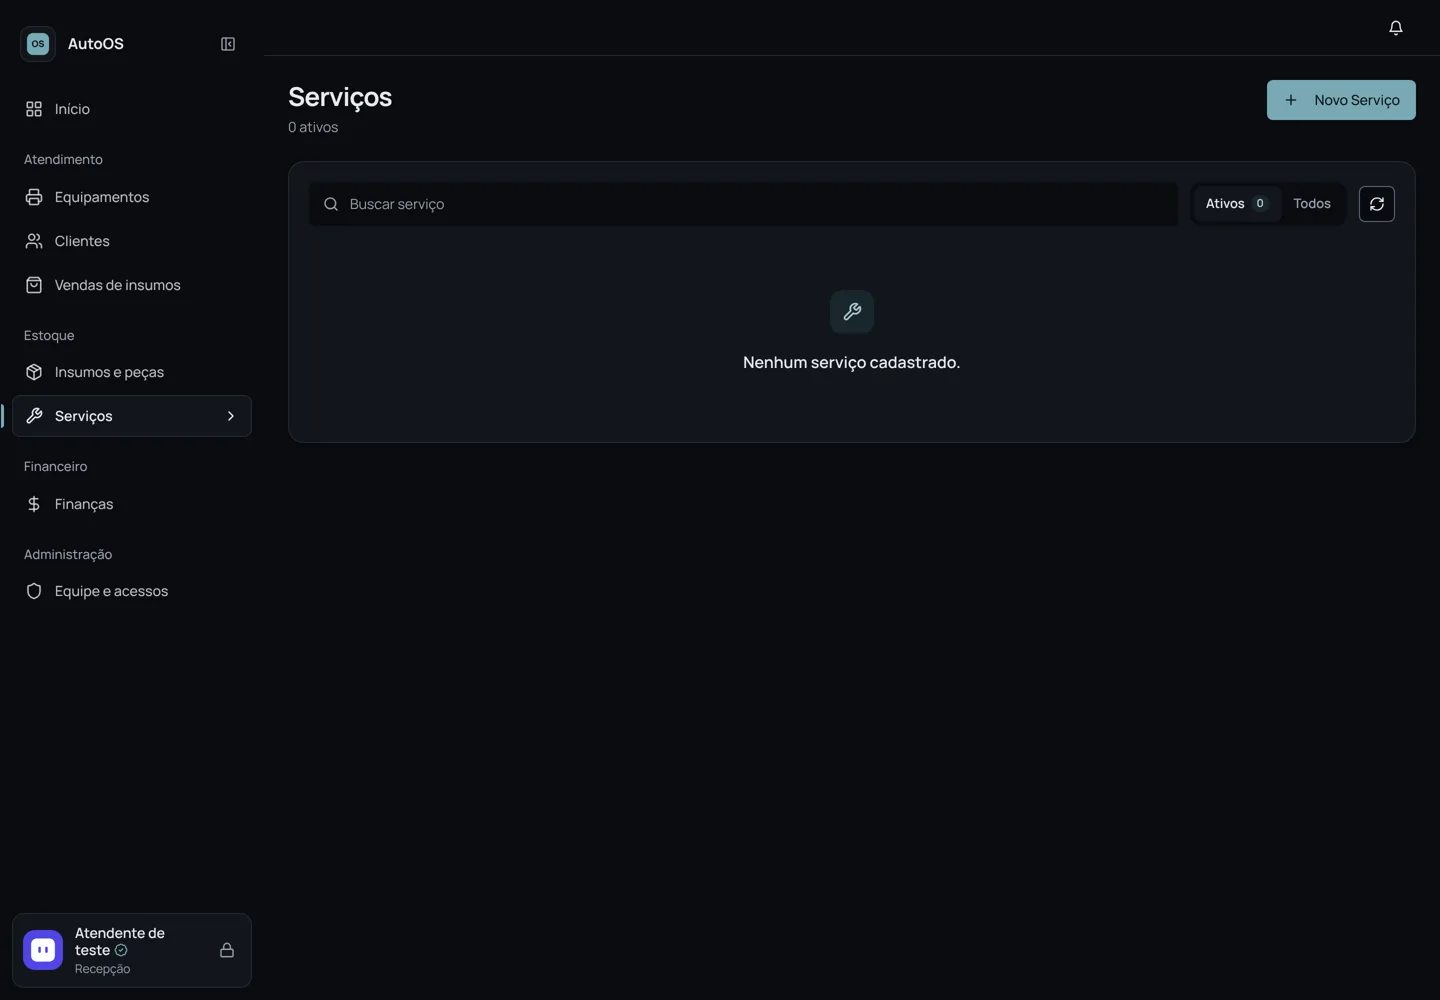 OS
AutoOS
Início
Atendimento
Equipamentos
Clientes
Vendas de insumos
Estoque
Insumos e peças
Serviços
Financeiro
Finanças
Administração
Equipe e acessos
Atendente de
teste
Recepção
Serviços
0 ativos
Novo Serviço
Buscar serviço
Ativos 0
Todos
Nenhum serviço cadastrado.